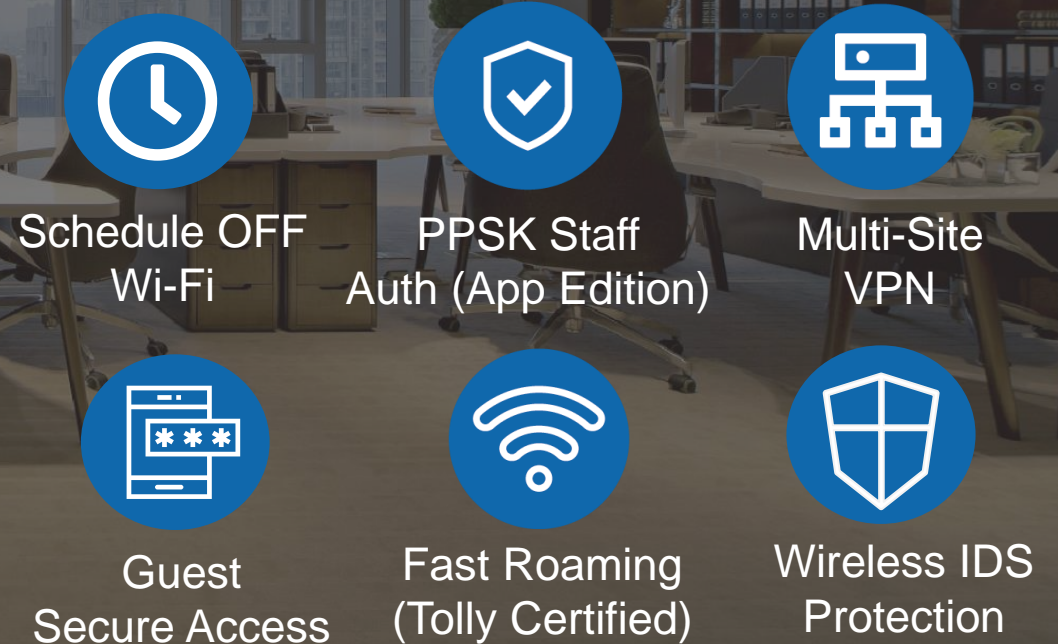 Schedule OFF
Wi-Fi
PPSK Staff
Auth (App Edition)
Multi-Site
VPN
***
Guest
Secure Access
Fast Roaming
(Tolly Certified)
Wireless IDS
Protection